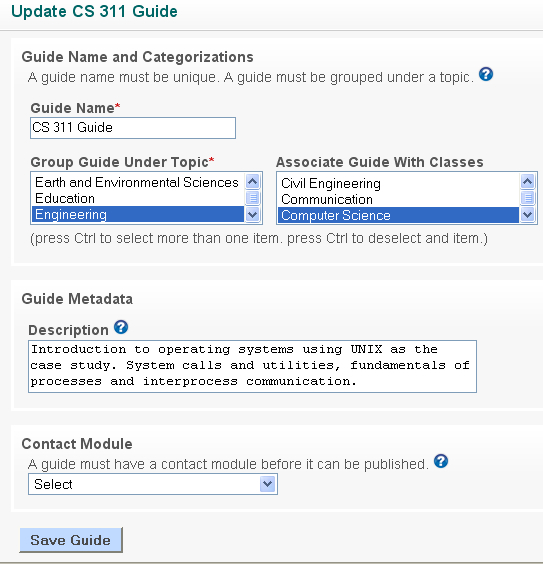 Update CS 311 Guide
Guide Name and Categorizations
A guide name must be unique. A guide must be grouped under a topic. ?
Guide Name*
CS 311 Guide
Group Guide Under Topic*
Earth and Environmental Sciences
Education
Engineering
Associate Guide With Classes
Civil Engineering
Communication
Computer Science
(press Ctrl to select more than one item. press Ctrl to deselect and item.)
Guide Metadata
Description ?
Introduction to operating systems using UNIX as the
case study. System calls and utilities, fundamentals of
processes and interprocess communication.
Contact Module
A guide must have a contact module before it can be published. ?
Select
Save Guide